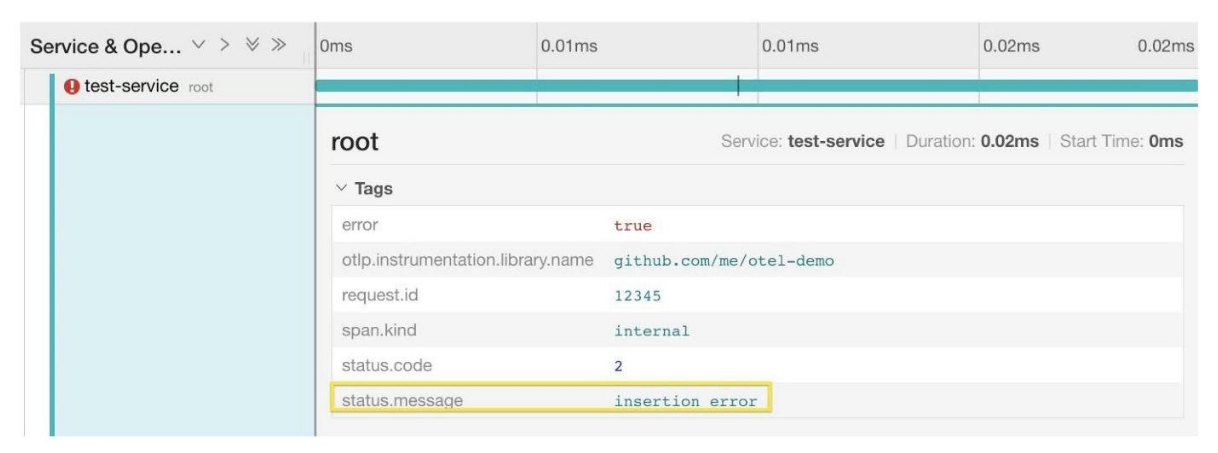 Service & Ope... 0ms 0.01ms 0.01ms 0.02ms 0.02ms
test-service root
root Service: test-service | Duration: 0.02ms | Start Time: 0ms
Tags
error true
otlp.instrumentation.library.name github.com/me/otel-demo
request.id 12345
span.kind internal
status.code 2
status.message insertion error